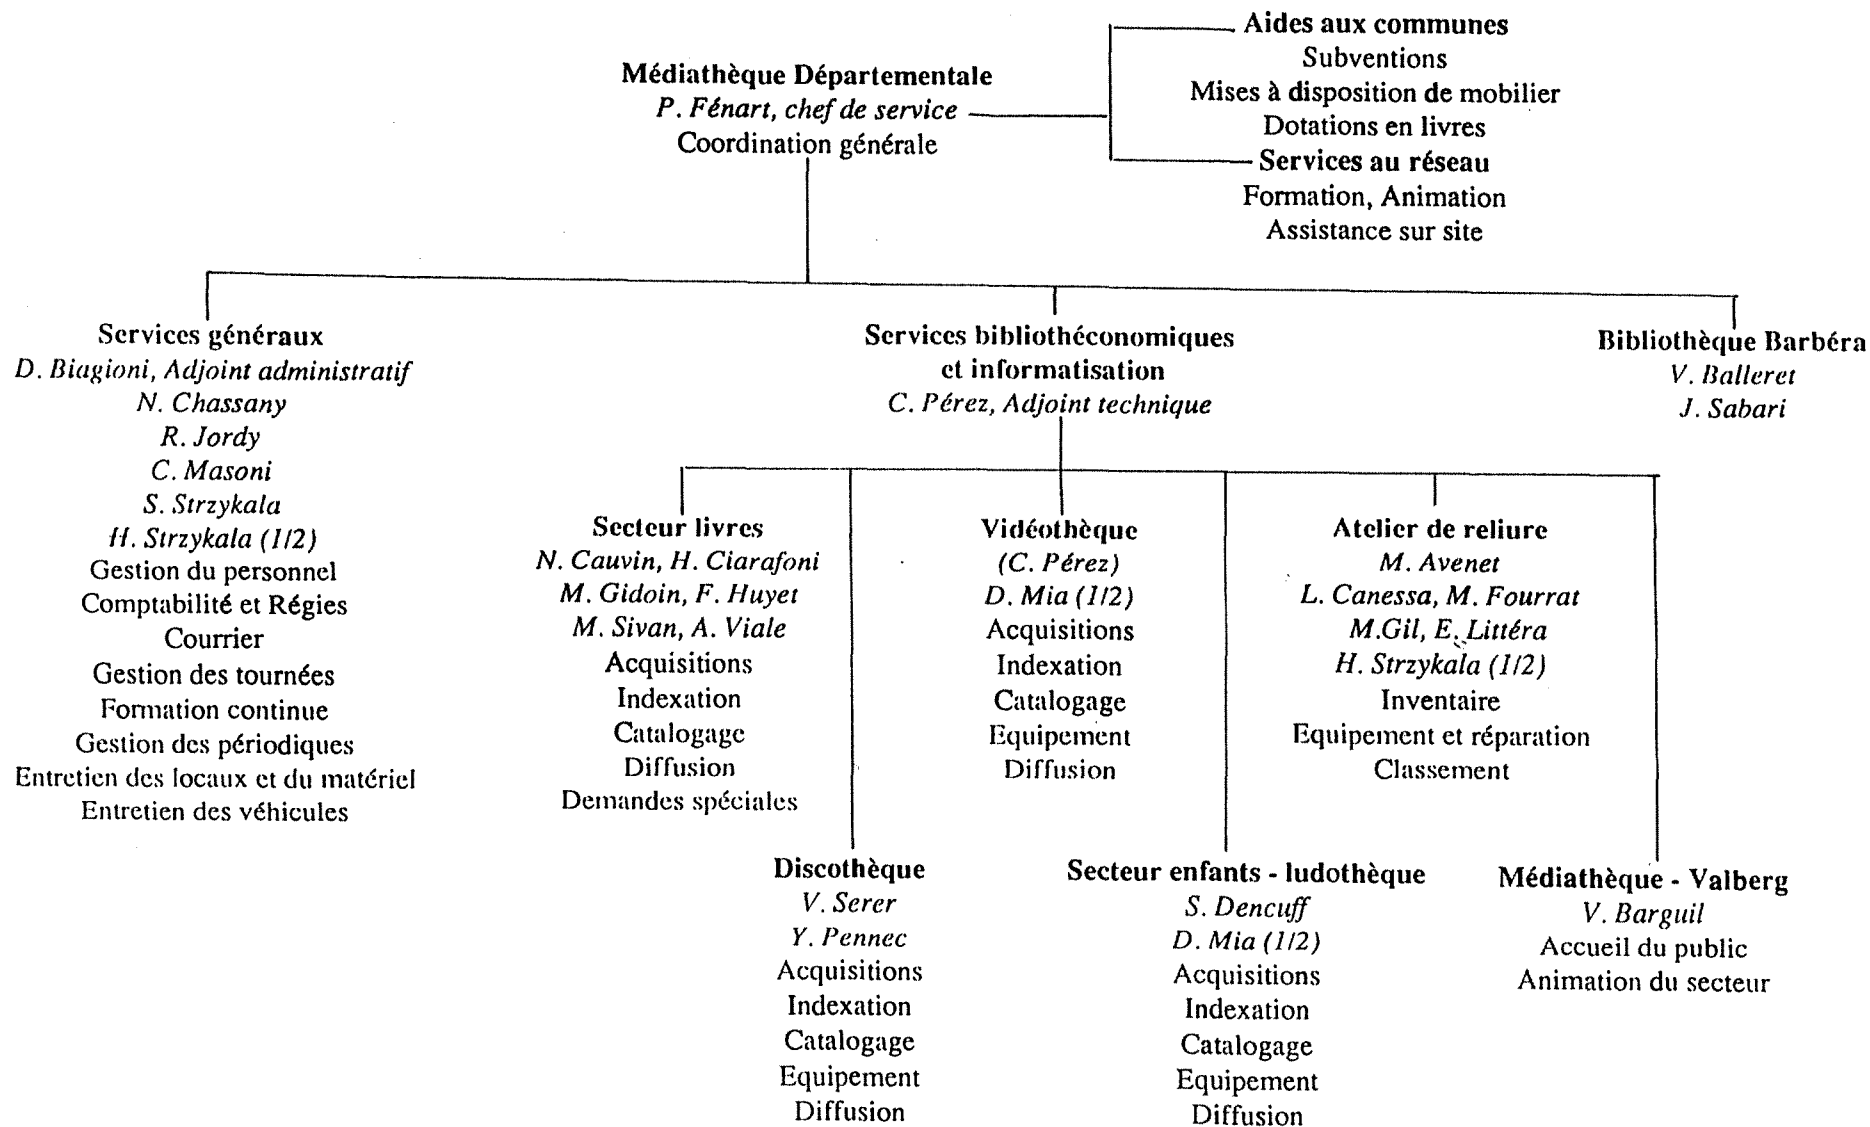 Médiathèque Départementale
P. Fénart, chef de service
Coordination générale
Aides aux communes
Subventions
Mises à disposition de mobilier
Dotations en livres
Services au réseau
Formation, Animation
Assistance sur site
Services généraux
D. Biagioni, Adjoint administratif
N. Chassany
R. Jordy
C. Masoni
S. Strzykala
H. Strzykala (1/2)
Gestion du personnel
Comptabilité et Régies
Courrier
Gestion des tournées
Formation continue
Gestion des périodiques
Entretien des locaux et du matériel
Entretien des véhicules
Services bibliothéconomiques
et informatisation
C. Pérez, Adjoint technique
Bibliothèque Barbéra
V. Balleret
J. Sabari
Secteur livres
N. Cauvin, H. Ciarafoni
M. Gidoin, F. Huyet
M. Sivan, A. Viale
Acquisitions
Indexation
Catalogage
Diffusion
Demandes spéciales
Vidéothèque
(C. Pérez)
D. Mia (1/2)
Acquisitions
Indexation
Catalogage
Equipement
Diffusion
Atelier de reliure
M. Avenet
L. Canessa, M. Fourrat
M.Gil, E. Littéra
H. Strzykala (1/2)
Inventaire
Equipement et réparation
Classement
Discothèque
V. Serer
Y. Pennec
Acquisitions
Indexation
Catalogage
Equipement
Diffusion
Secteur enfants - ludothèque
S. Dencuff
D. Mia (1/2)
Acquisitions
Indexation
Catalogage
Equipement
Diffusion
Médiathèque - Valberg
V. Barguil
Accueil du public
Animation du secteur